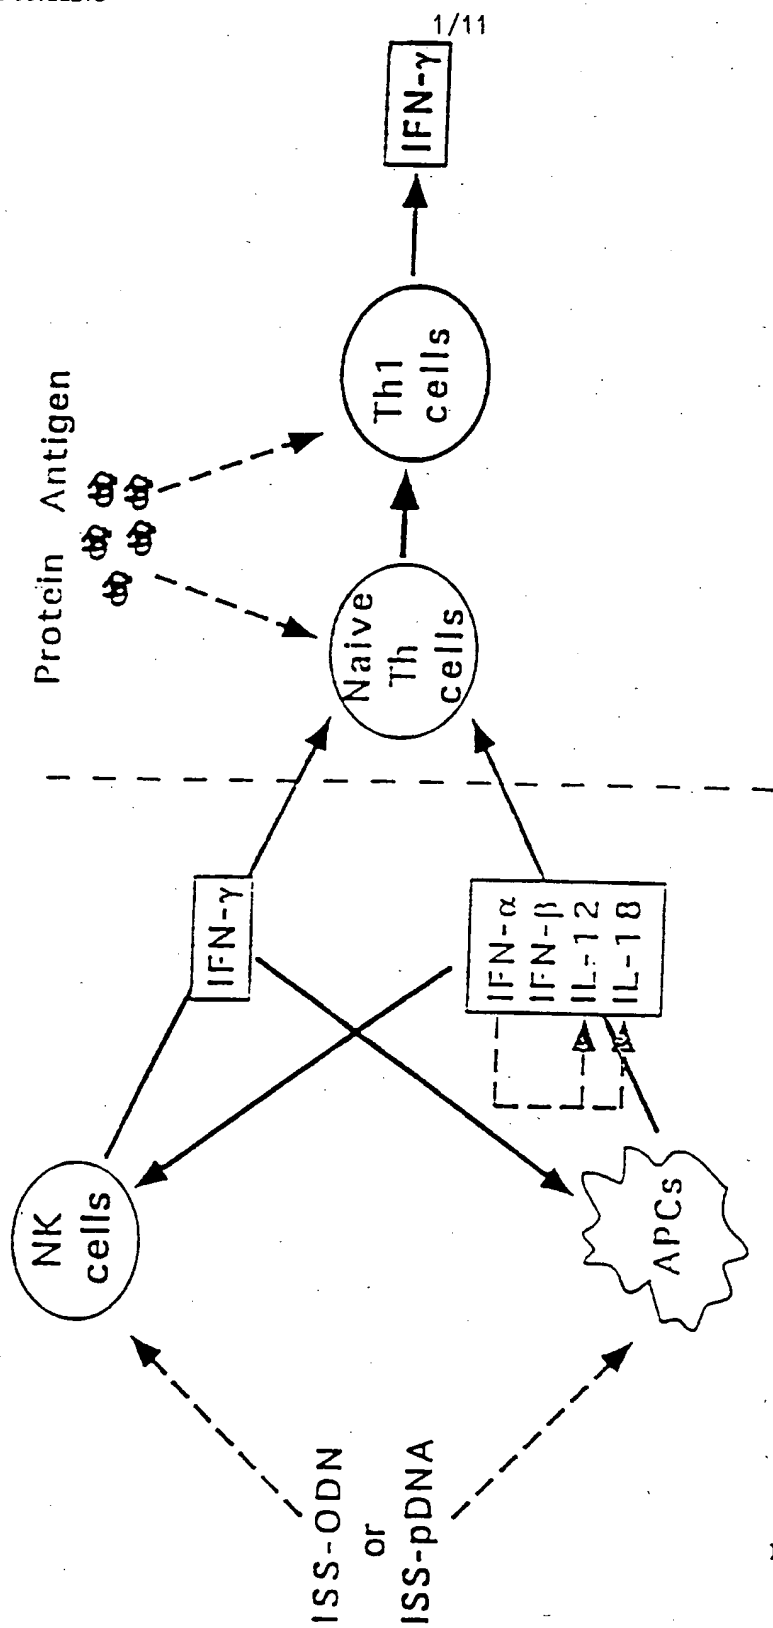 1/11
ISS-ODN
or
ISS-pDNA
NK
cells
APCs
IFN-γ
IFN-α
IFN-β
IL-12
IL-18
Protein Antigen
Naive
Th
cells
Th1
cells
IFN-γ